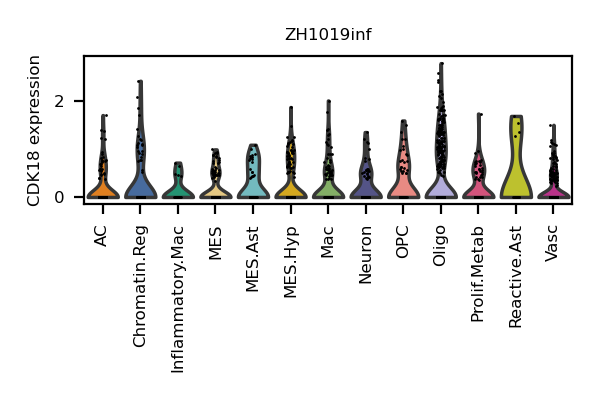 ZH1019inf
CDK18 expression
2
0
AC
Chromatin.Reg
Inflammatory.Mac
MES
MES.Ast
MES.Hyp
Mac
Neuron
OPC
Oligo
Prolif.Metab
Reactive.Ast
Vasc